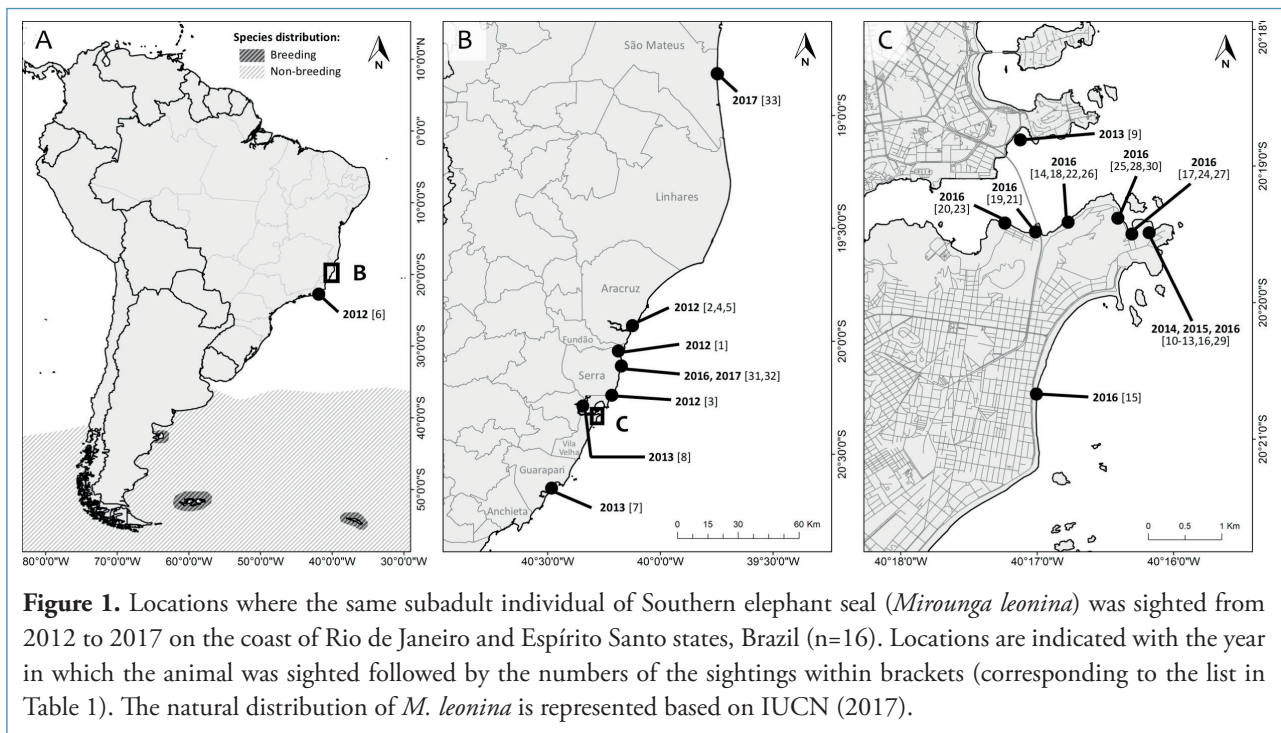 A
Species distribution:
Breeding
Non-breeding
N
10°0'0"N
0°0'0"
10°0'0"S
20°0'0"S
30°0'0"S
40°0'0"S
50°0'0"S
B
2012 [6]
80°0'0"W
70°0'0"W
60°0'0"W
50°0'0"W
40°0'0"W
30°0'0"W
B
São Mateus
N
2017 [33]
19°0'0"S
Linhares
19°30'0"S
Aracruz
2012 [2,4,5]
Fundão
2012 [1]
20°0'0"S
2016, 2017 [31,32]
Serra
2012 [3]
C
Vila
Velha
2013 [8]
20°30'0"S
Guarapari
2013 [7]
Anchieta
0 15 30 60 Km
40°30'0"W
40°0'0"W
39°30'0"W
C
N
20°18'
2013 [9]
20°19'0"S
2016
[25,28,30]
2016
[17,24,27]
2016
[14,18,22,26]
2016
[19,21]
2016
[20,23]
20°20'0"S
2014, 2015, 2016
[10-13,16,29]
2016 [15]
20°21'0"S
0 0.5 1 Km
40°18'0"W
40°17'0"W
40°16'0"W
Figure 1. Locations where the same subadult individual of Southern elephant seal (Mirounga leonina) was sighted from
2012 to 2017 on the coast of Rio de Janeiro and Espírito Santo states, Brazil (n=16). Locations are indicated with the year
in which the animal was sighted followed by the numbers of the sightings within brackets (corresponding to the list in
Table 1). The natural distribution of M. leonina is represented based on IUCN (2017).